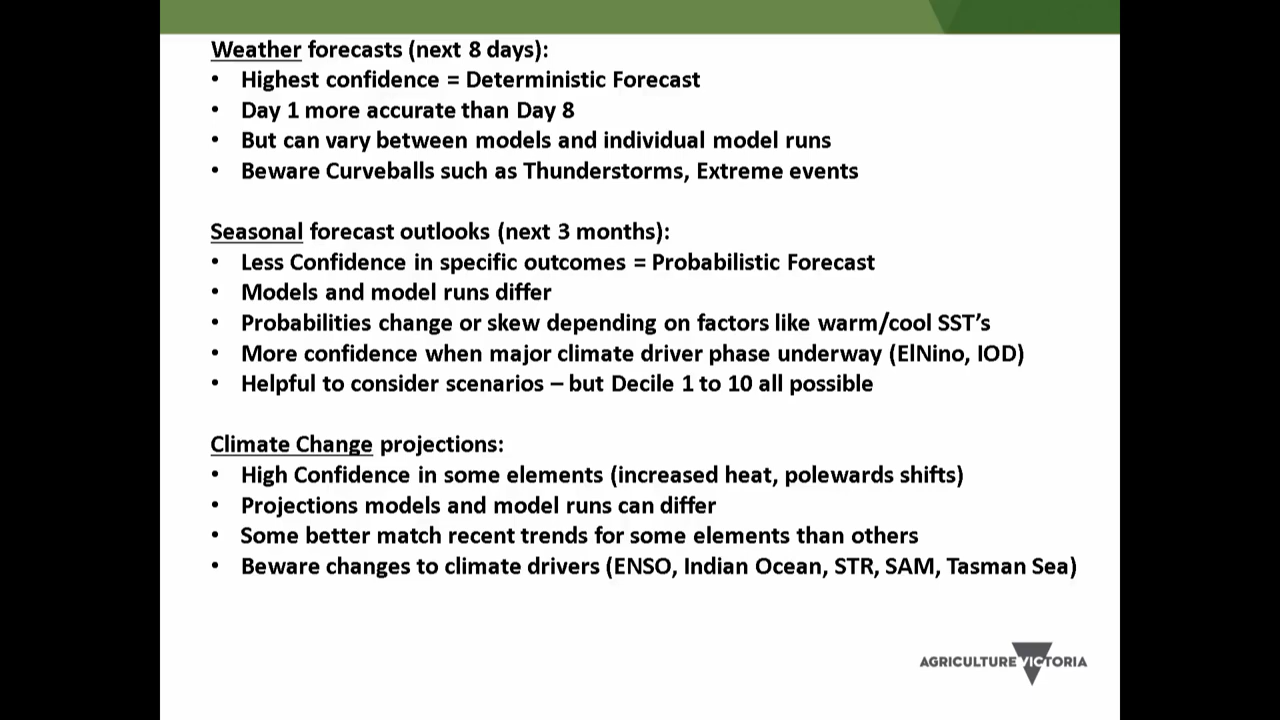 Weather forecasts (next 8 days):
• Highest confidence = Deterministic Forecast
• Day 1 more accurate than Day 8
• But can vary between models and individual model runs
• Beware Curveballs such as Thunderstorms, Extreme events
Seasonal forecast outlooks (next 3 months):
• Less Confidence in specific outcomes = Probabilistic Forecast
• Models and model runs differ
• Probabilities change or skew depending on factors like warm/cool SST's
• More confidence when major climate driver phase underway (ElNino, IOD)
• Helpful to consider scenarios – but Decile 1 to 10 all possible
Climate Change projections:
• High Confidence in some elements (increased heat, polewards shifts)
• Projections models and model runs can differ
• Some better match recent trends for some elements than others
• Beware changes to climate drivers (ENSO, Indian Ocean, STR, SAM, Tasman Sea)
AGRICULTURE VICTORIA